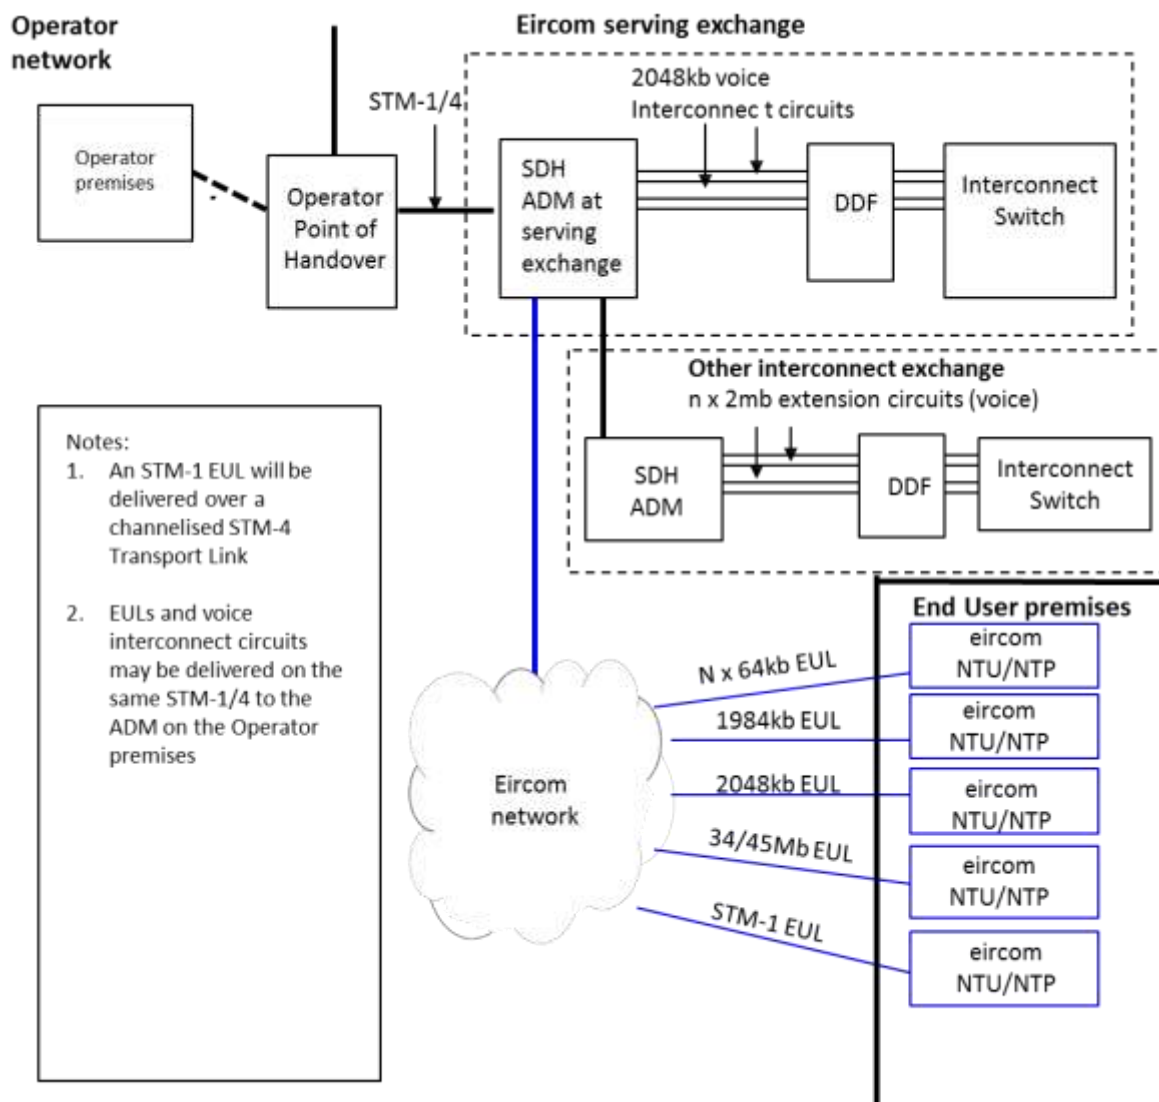 Operator
network
Eircom serving exchange
Operator
premises
STM-1/4
Operator
Point of
Handover
2048kb voice
Interconnec t circuits
SDH
ADM at
serving
exchange
DDF
Interconnect
Switch
Other interconnect exchange
n x 2mb extension circuits (voice)
SDH
ADM
DDF
Interconnect
Switch
Notes:
1. An STM-1 EUL will be
delivered over a
channelised STM-4
Transport Link
2. EULs and voice
interconnect circuits
may be delivered on the
same STM-1/4 to the
ADM on the Operator
premises
Eircom
network
End User premises
N x 64kb EUL
eircom
NTU/NTP
1984kb EUL
eircom
NTU/NTP
2048kb EUL
eircom
NTU/NTP
34/45Mb EUL
eircom
NTU/NTP
STM-1 EUL
eircom
NTU/NTP